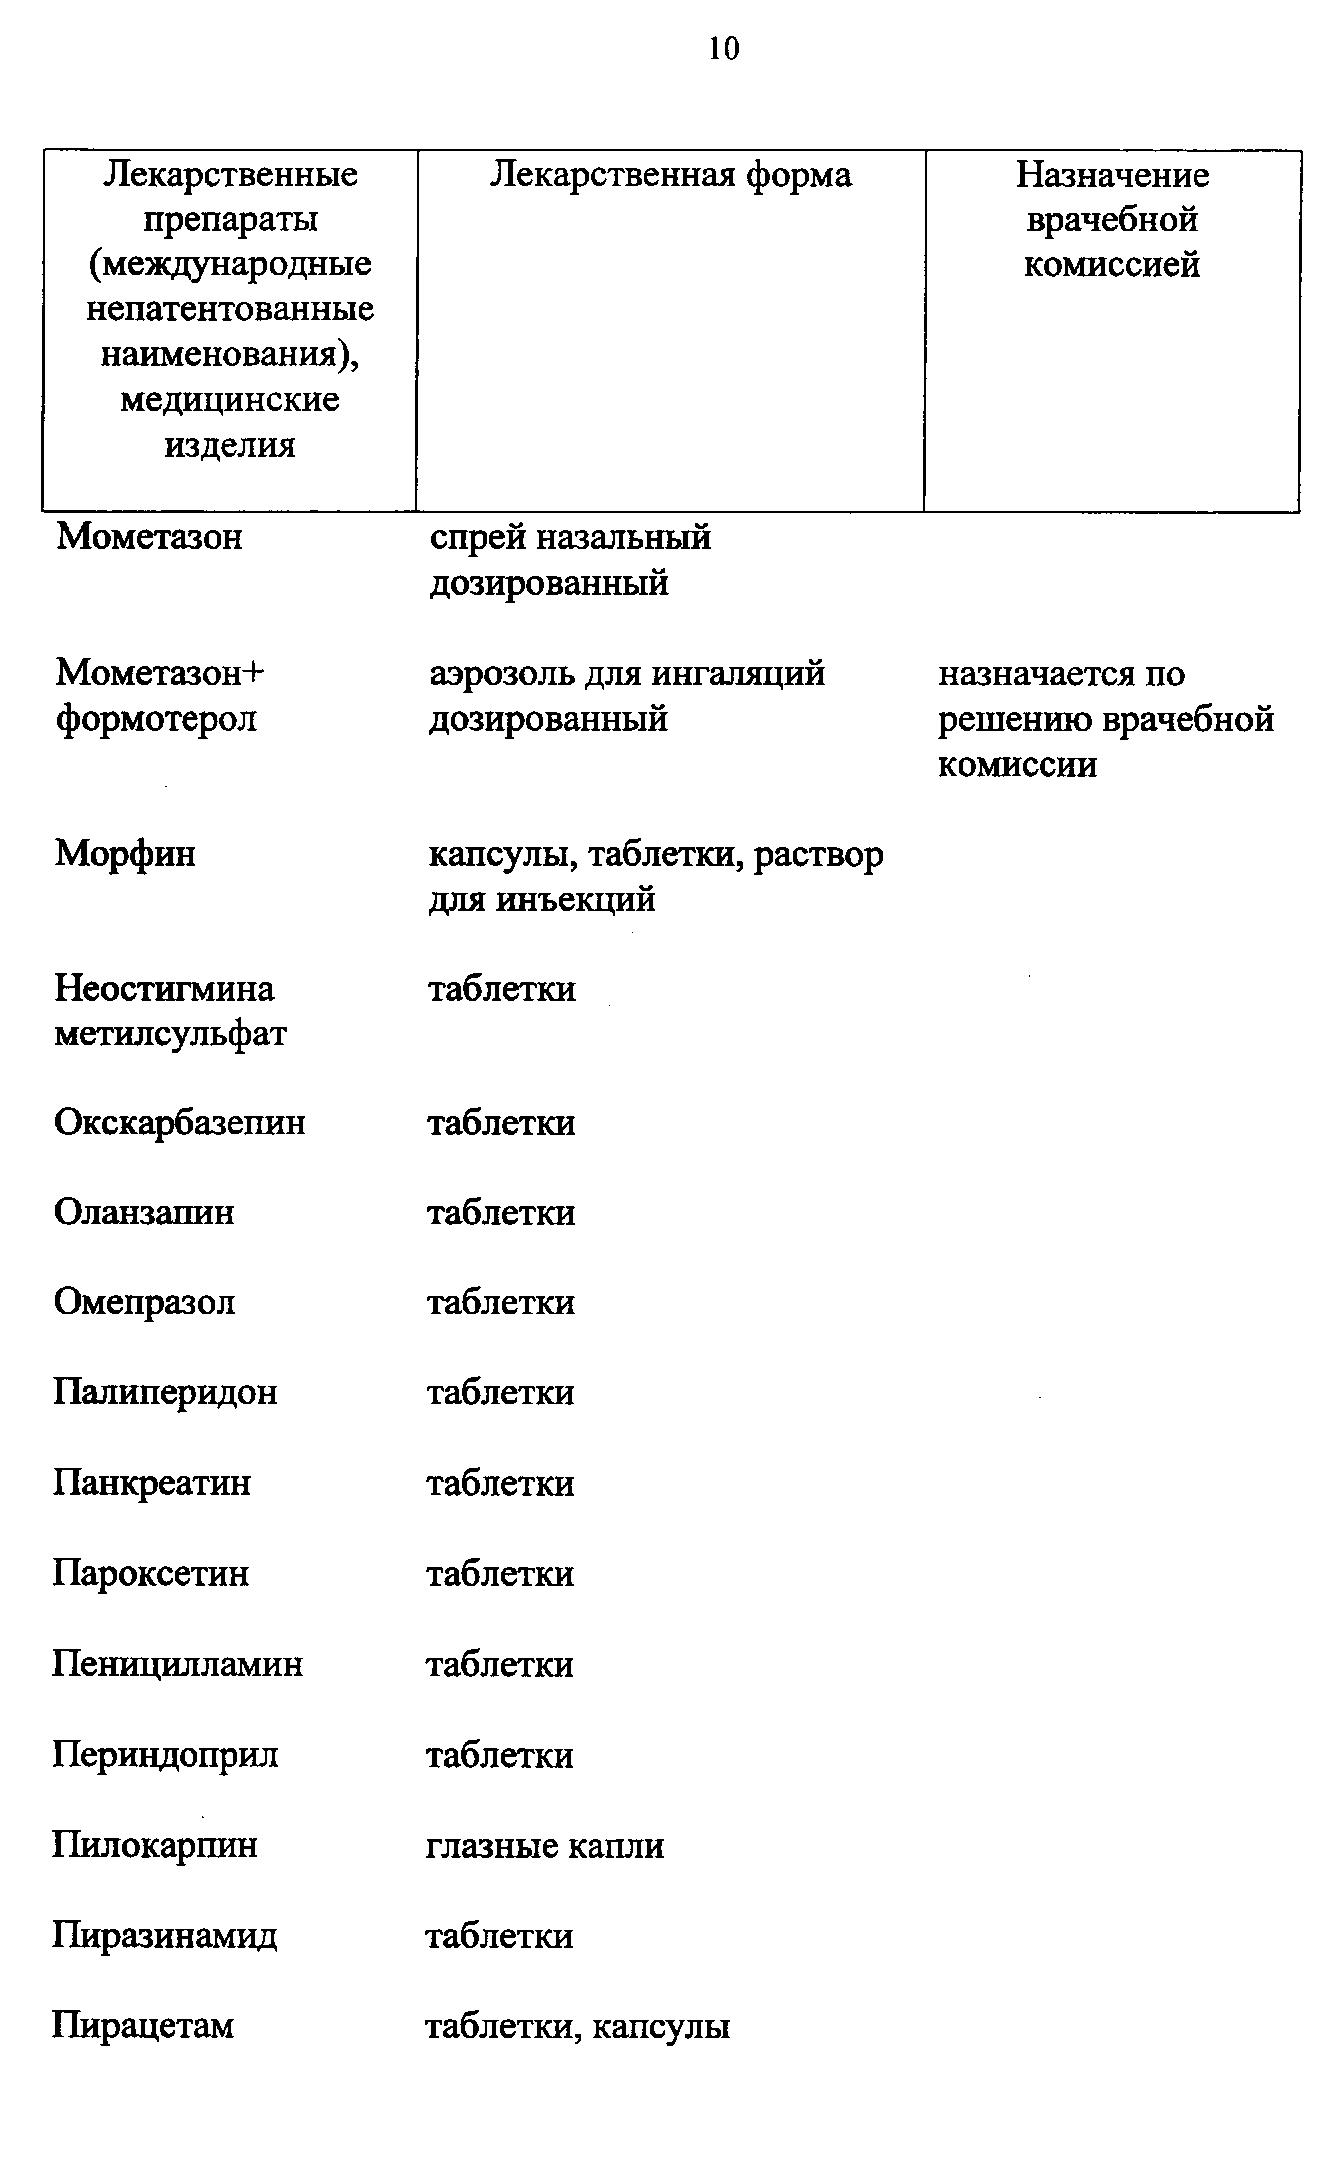 10
Лекарственные
препараты
(международные
непатентованные
наименования),
медицинские
изделия
Лекарственная форма
Назначение
врачебной
комиссией
Мометазон
спрей назальный
дозированный
Мометазон+
формотерол
аэрозоль для ингаляций
дозированный
назначается по
решению врачебной
комиссии
Морфин
капсулы, таблетки, раствор
для инъекций
Неостигмина
метилсульфат
таблетки
Окскарбазепин
таблетки
Оланзапин
таблетки
Омепразол
таблетки
Палиперидон
таблетки
Панкреатин
таблетки
Пароксетин
таблетки
Пеницилламин
таблетки
Периндоприл
таблетки
Пилокарпин
глазные капли
Пиразинамид
таблетки
Пирацетам
таблетки, капсулы